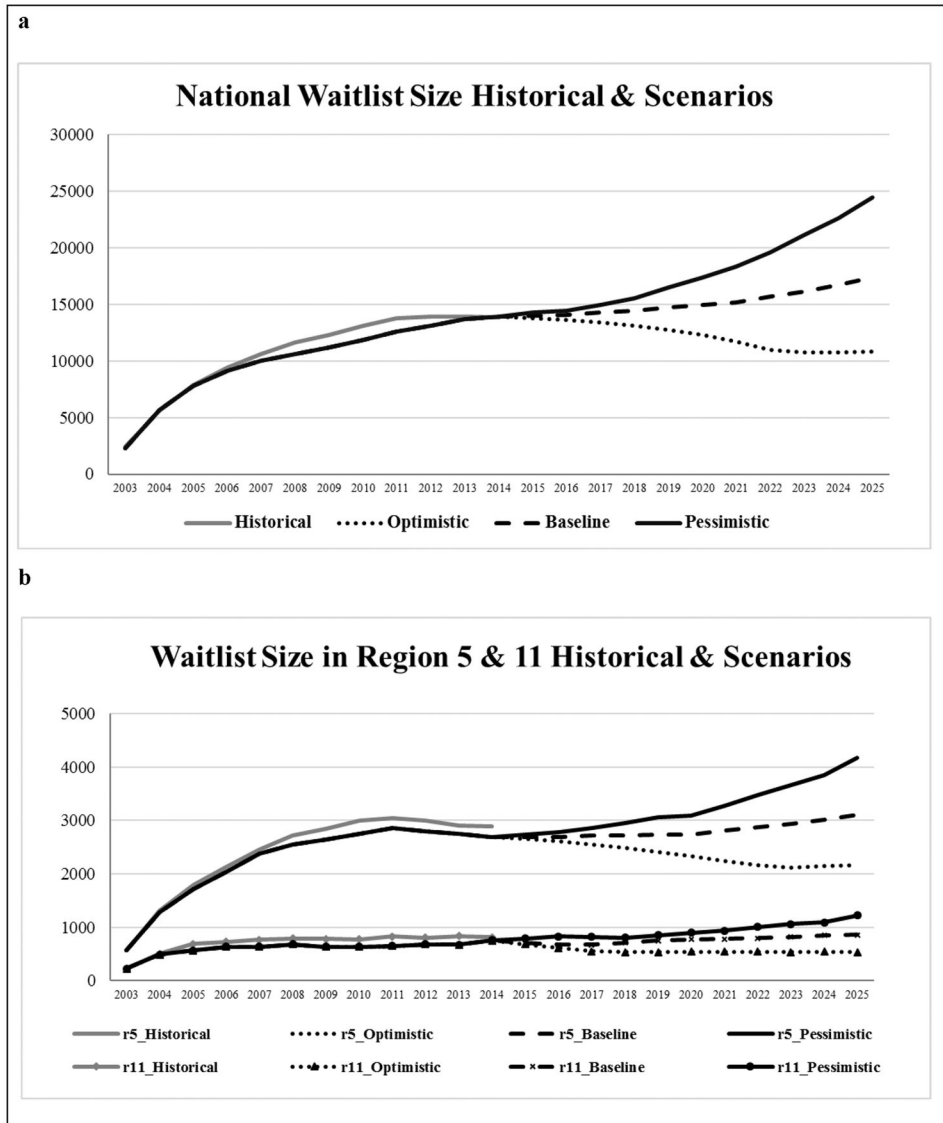 a
National Waitlist Size Historical & Scenarios
30000
25000
20000
15000
10000
5000
0
2003 2004 2005 2006 2007 2008 2009 2010 2011 2012 2013 2014 2015 2016 2017 2018 2019 2020 2021 2022 2023 2024 2025
Historical Optimistic Baseline Pessimistic
b
Waitlist Size in Region 5 & 11 Historical & Scenarios
5000
4000
3000
2000
1000
0
2003 2004 2005 2006 2007 2008 2009 2010 2011 2012 2013 2014 2015 2016 2017 2018 2019 2020 2021 2022 2023 2024 2025
r5_Historical r5_Optimistic r5_Baseline r5_Pessimistic
r11_Historical r11_Optimistic r11_Baseline r11_Pessimistic